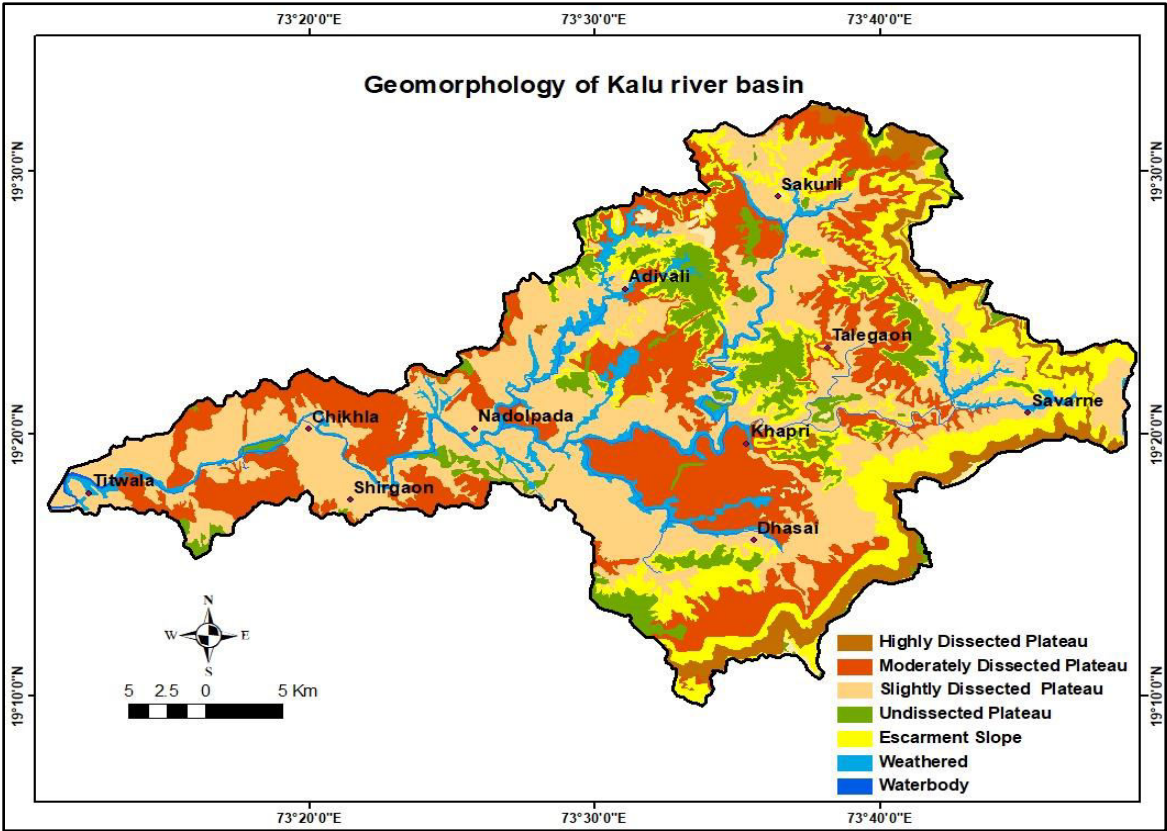 73°20'0"E 73°30'0"E 73°40'0"E
Geomorphology of Kalu river basin
19°30'0"N 19°30'0"N
Sakurli
Adivali
Talegaon
Savarne
Chikhla Nadolpada
Khapri
19°20'0"N 19°20'0"N
Titwala
Shirgaon
Dhasai
N
W E
S
5 2.5 0 5 Km
Highly Dissected Plateau
Moderately Dissected Plateau
Slightly Dissected Plateau
Undissected Plateau
Escarment Slope
Weathered
Waterbody
19°10'0"N 19°10'0"N
73°20'0"E 73°30'0"E 73°40'0"E